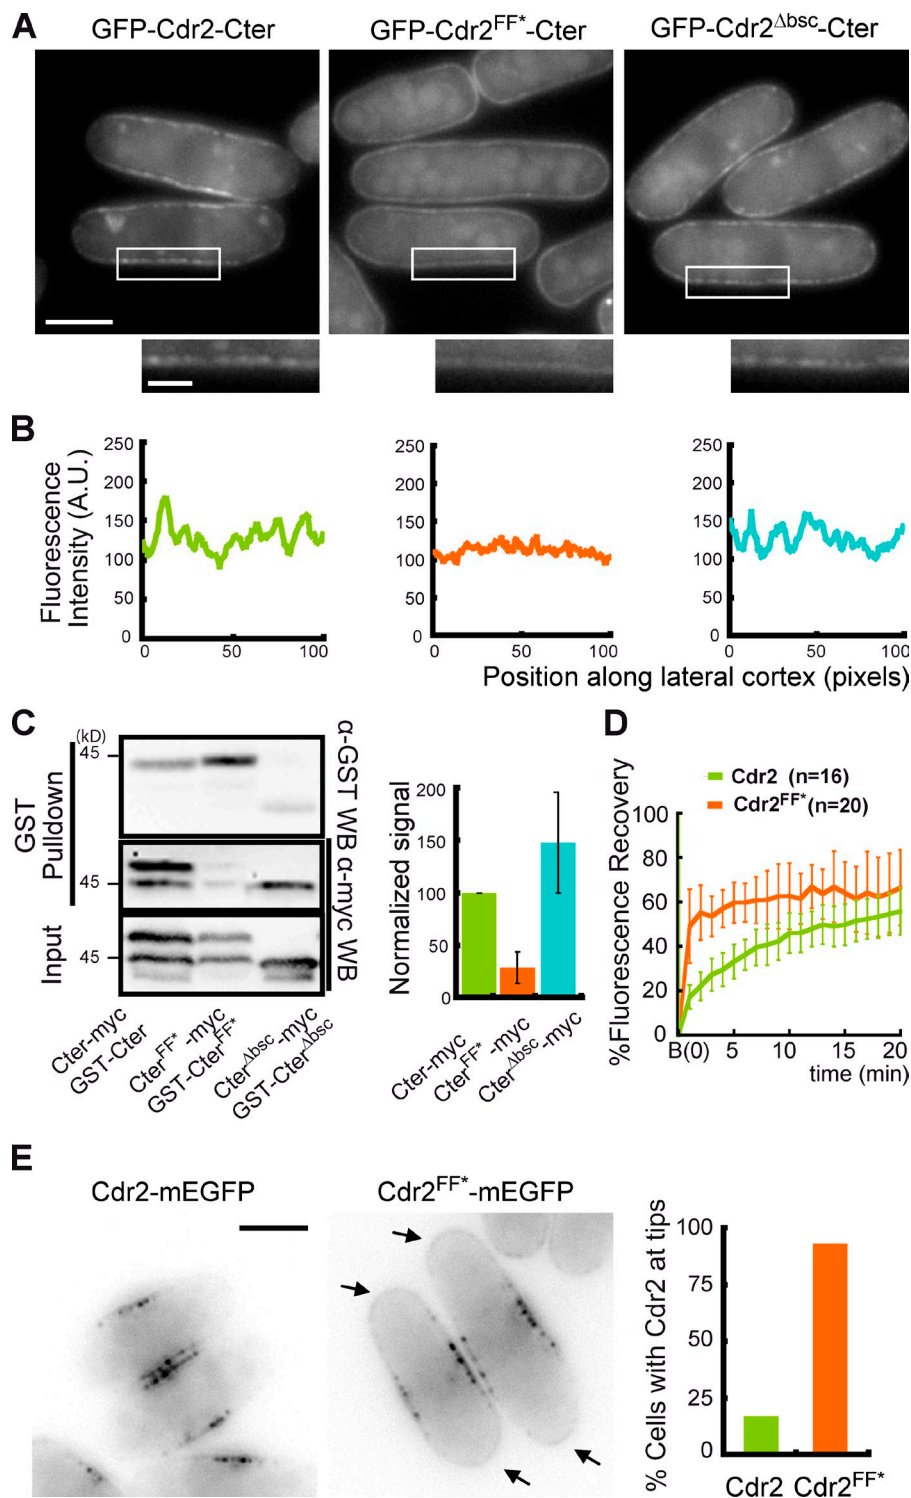 A
GFP-Cdr2-Cter GFP-Cdr2FF*-Cter GFP-Cdr2Δbsc-Cter
B
Fluorescence
Intensity (A.U.)
250 250 250
200 200 200
150 150 150
100 100 100
50 50 50
0 0 0
0 50 100 0 50 100 0 50 100
Position along lateral cortex (pixels)
C
(kD)
45
45
45
GST
Pulldown
Input
α-GST WB
α-myc WB
Cter-myc
GST-Cter
CterFF*-myc
GST-CterFF*
CterΔbsc-myc
GST-CterΔbsc
Normalized signal
200
150
100
50
0
Cter-myc
CterFF*-myc
CterΔbsc-myc
D
Cdr2 (n=16)
Cdr2FF* (n=20)
%Fluorescence Recovery
100
80
60
40
20
0
B(0) 5 10 15 20
time (min)
E
Cdr2-mEGFP Cdr2FF*-mEGFP
% Cells with Cdr2 at tips
100
75
50
25
0
Cdr2 Cdr2FF*